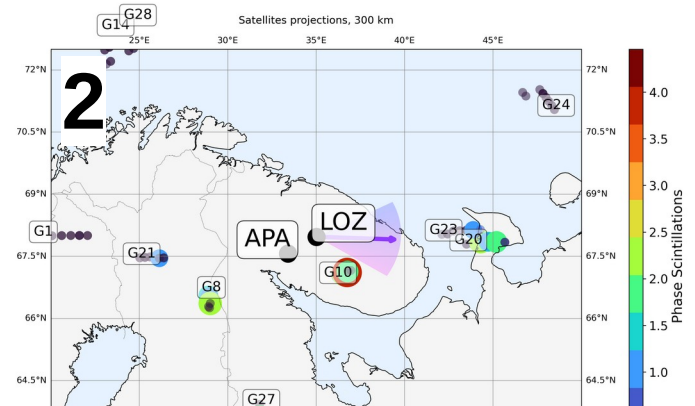 G28
G14
Satellites projections, 300 km
25°E 30°E 35°E 40°E 45°E
2
72°N 72°N
G24
70.5°N 70.5°N
69°N 69°N
G1
APA
LOZ
G23
G20
67.5°N 67.5°N
G21
G10
G8
66°N 66°N
64.5°N 64.5°N
G27
4.0
3.5
3.0
2.5
2.0
1.5
1.0
Phase Scintillations